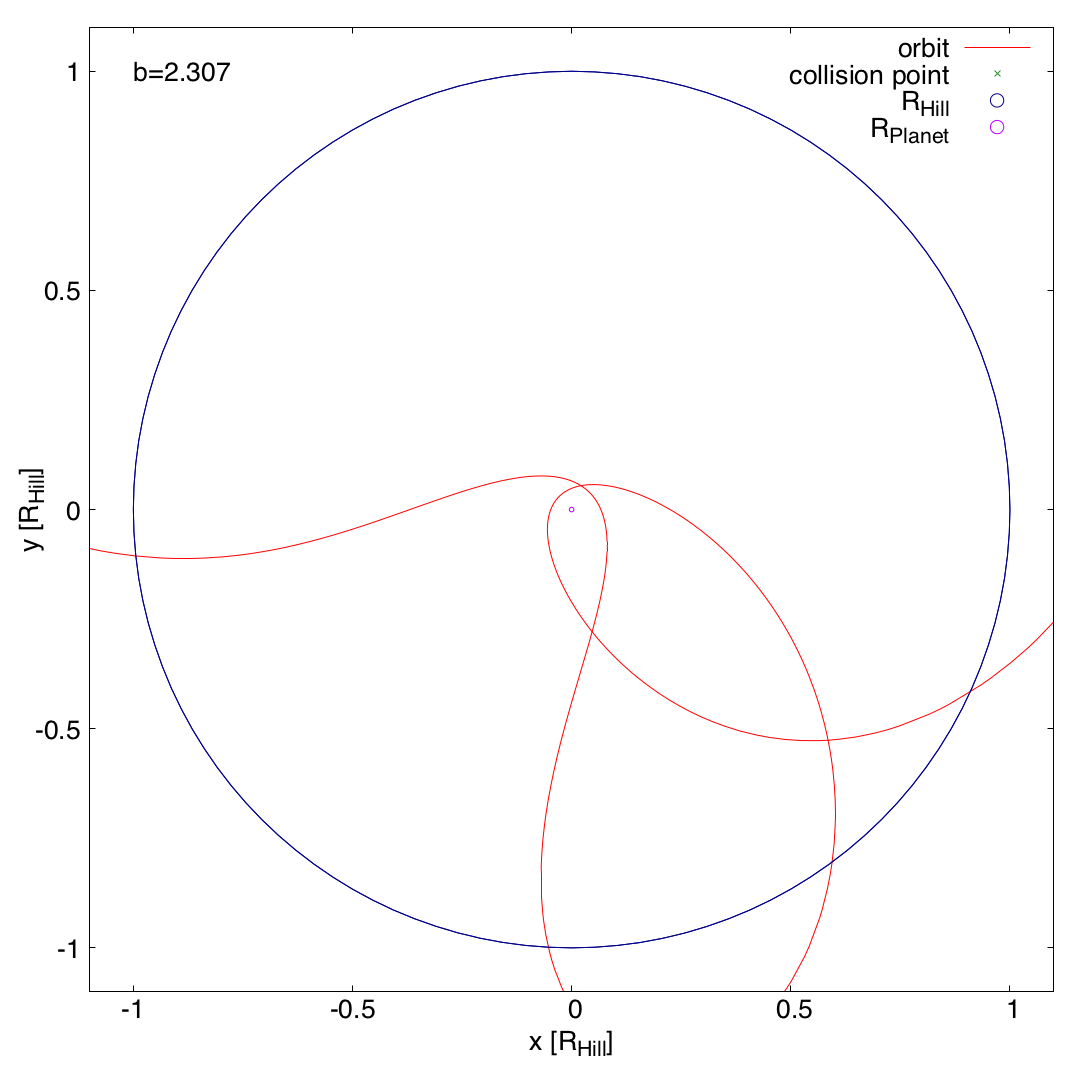 b=2.307
orbit
collision point
R_Hill
R_Planet
1
0.5
0
-0.5
-1
y [R_Hill]
-1
-0.5
0
0.5
1
x [R_Hill]